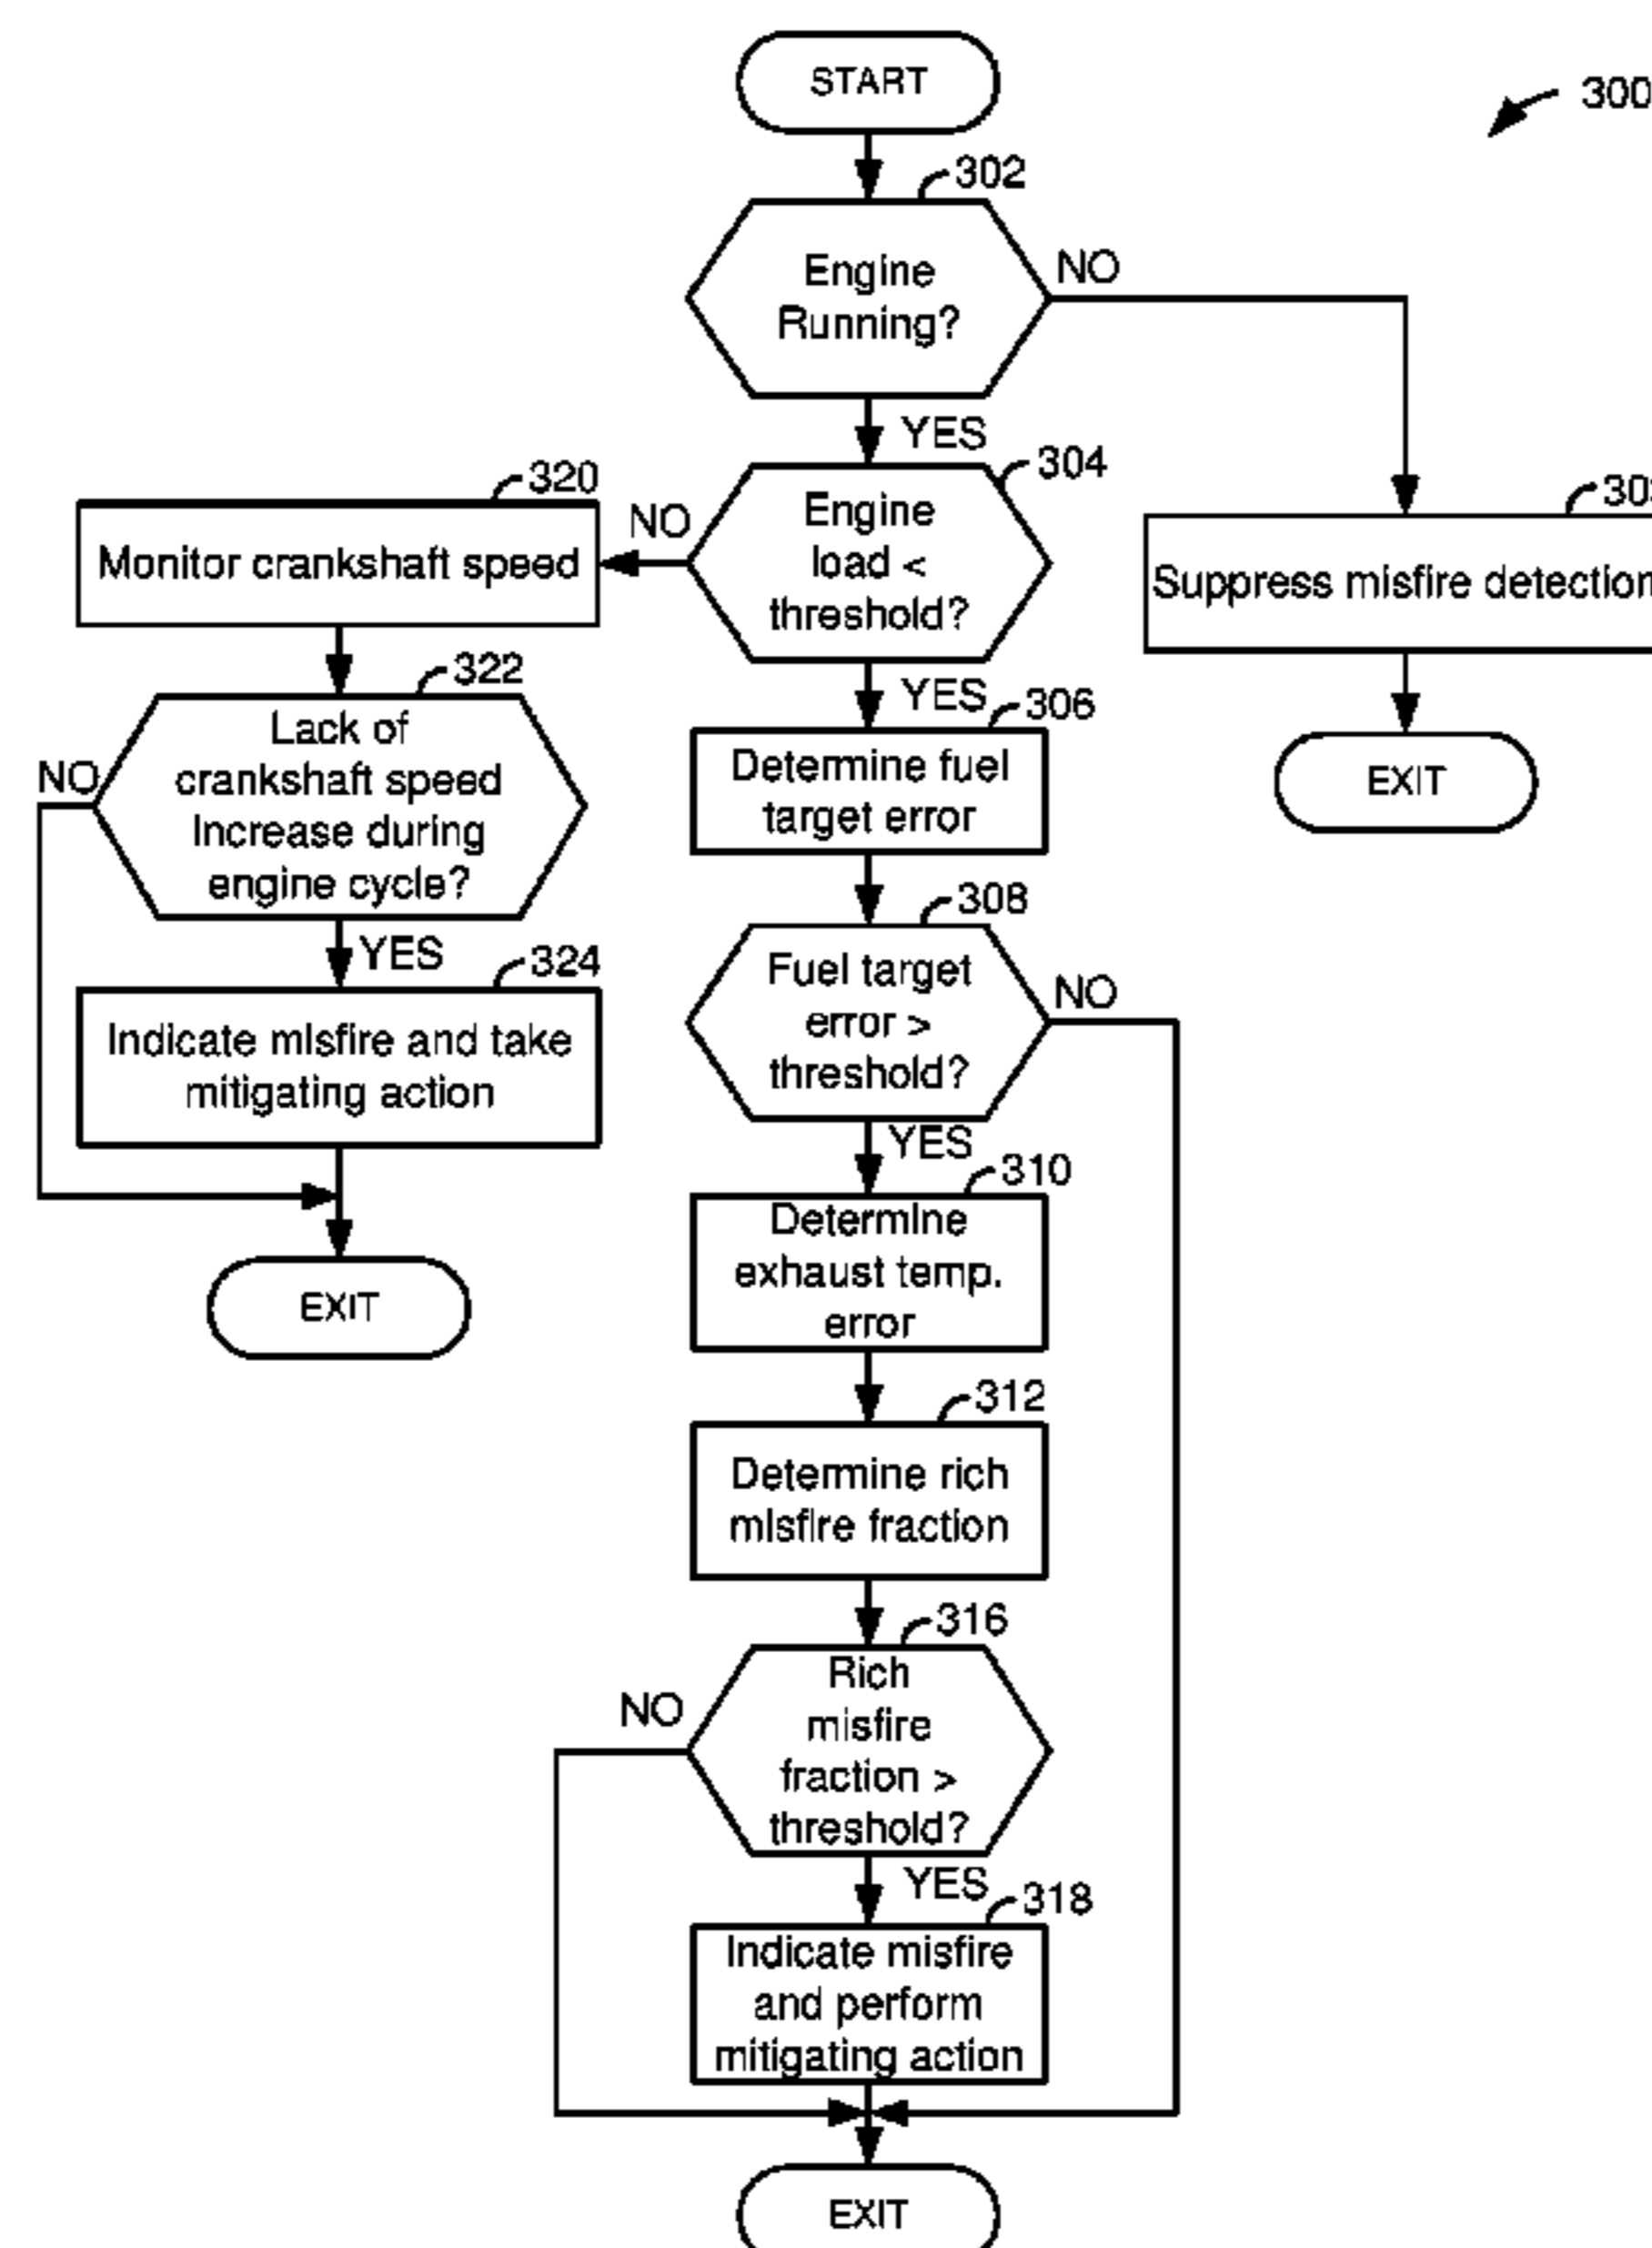 START
300
302
Engine
Running?
NO
YES
304
Engine
load <
threshold?
NO
320
Monitor crankshaft speed
Suppress misfire detection
EXIT
322
Lack of
crankshaft speed
increase during
engine cycle?
NO
YES
324
Indicate misfire and take
mitigating action
EXIT
YES
306
Determine fuel
target error
308
Fuel target
error >
threshold?
NO
YES
310
Determine
exhaust temp.
error
312
Determine rich
misfire fraction
316
Rich
misfire
fraction >
threshold?
NO
YES
318
Indicate misfire
and perform
mitigating action
EXIT